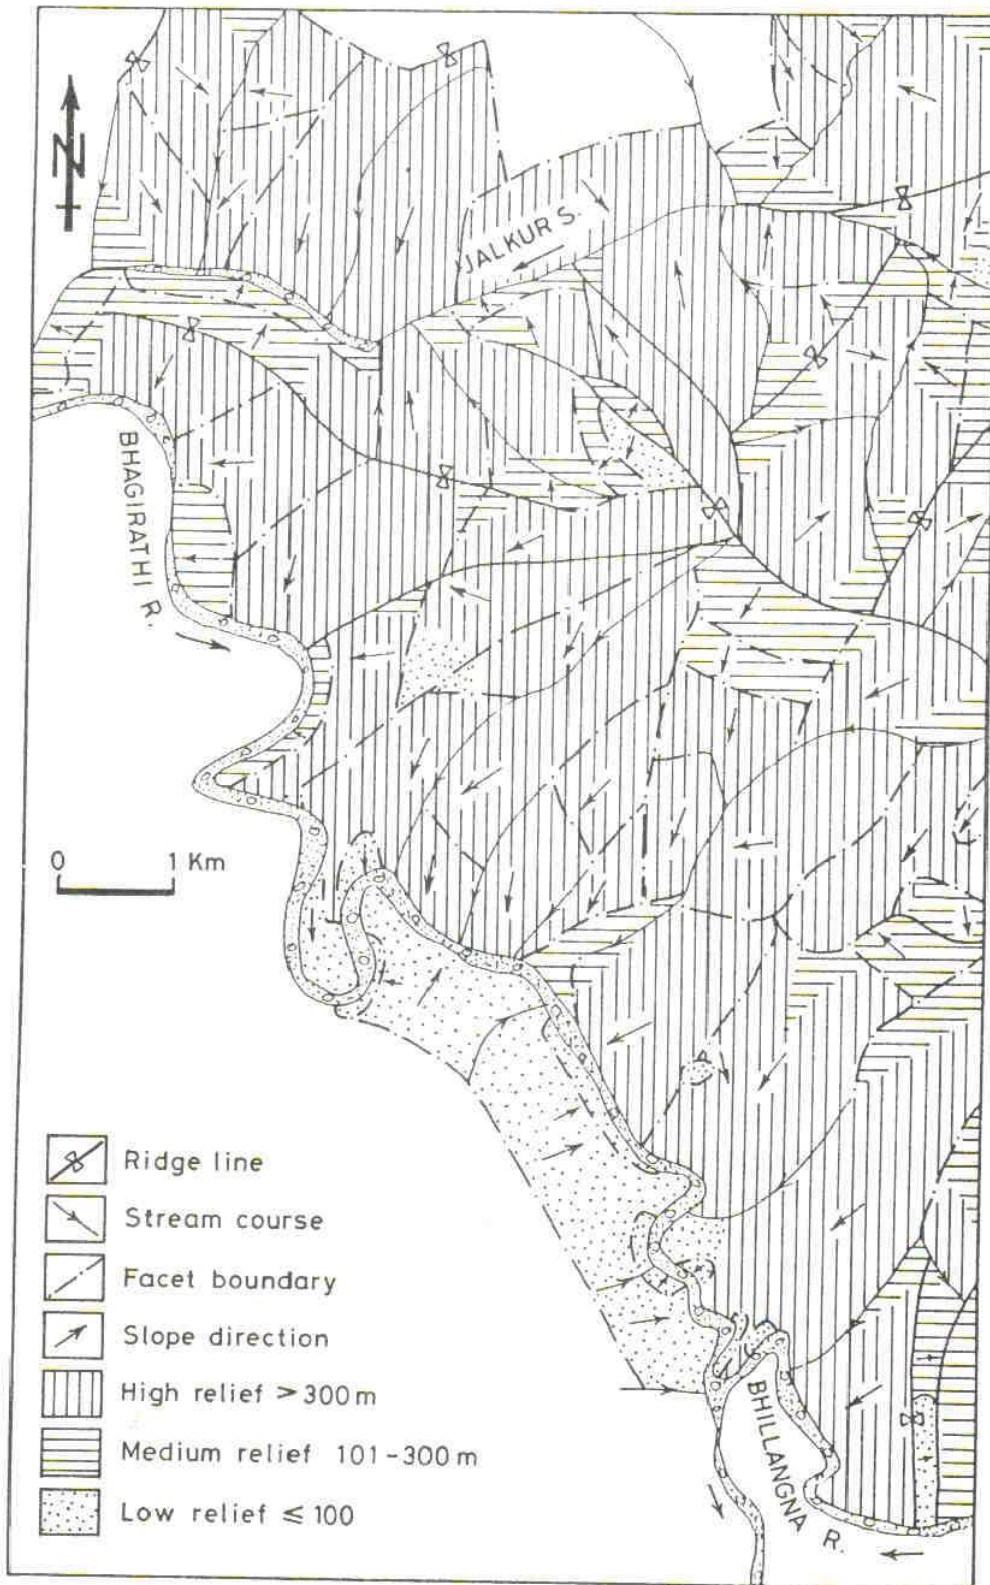 N
JALKUR S.
BHAGIRATHI R.
0 1 Km
Ridge line
Stream course
Facet boundary
Slope direction
High relief > 300 m
Medium relief 101-300 m
Low relief ≤ 100
BHILLANGNA R.